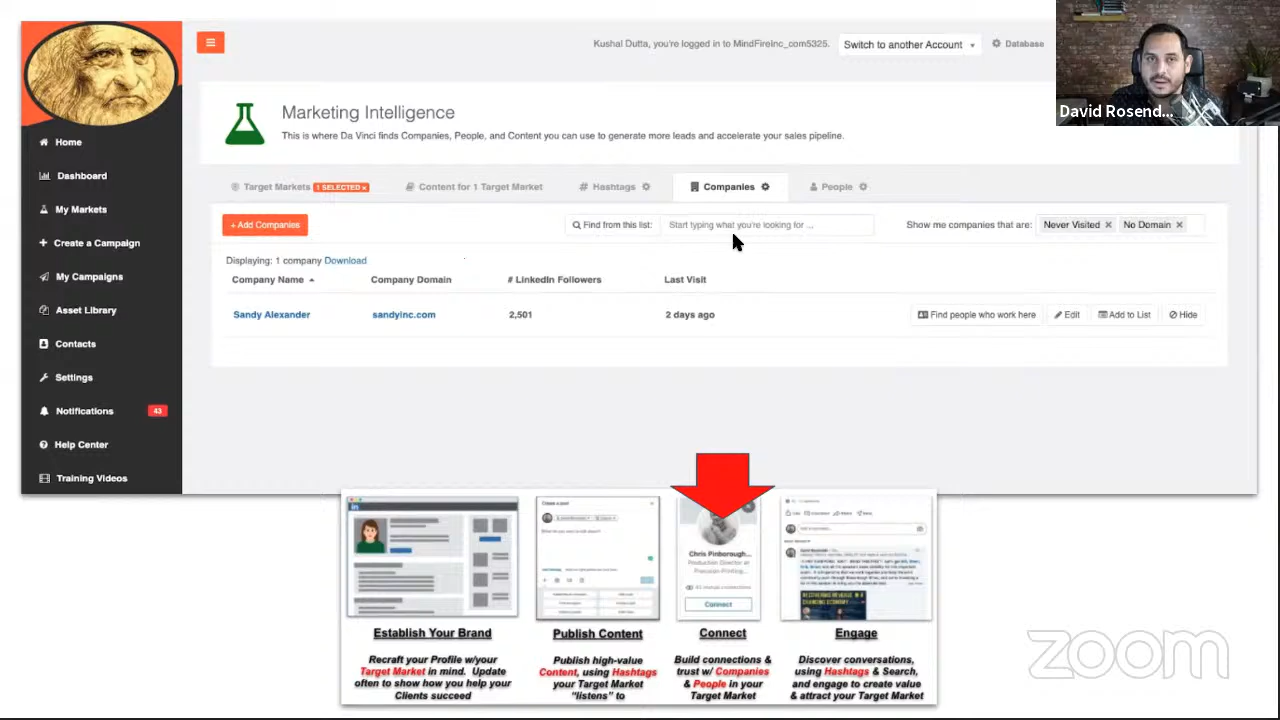 Kushal Dutta, you're logged in to MindFireInc_com5325.
Switch to another Account
Database
David Rosend...
Marketing Intelligence
This is where Da Vinci finds Companies, People, and Content you can use to generate more leads and accelerate your sales pipeline.
Home
Dashboard
My Markets
Create a Campaign
My Campaigns
Asset Library
Contacts
Settings
Notifications 43
Help Center
Training Videos
Target Markets 1 SELECTED x
Content for 1 Target Market
# Hashtags
Companies
People
+ Add Companies
Find from this list:
Start typing what you're looking for ...
Show me companies that are:
Never Visited
No Domain
Displaying: 1 company Download
Company Name
Company Domain
# LinkedIn Followers
Last Visit
Sandy Alexander
sandyinc.com
2,501
2 days ago
Find people who work here
Edit
Add to List
Hide
Create a post
Chris Pinborough...
Production Director at
Connect
Establish Your Brand
Recraft your Profile w/your
Target Market in mind. Update
often to show how you help your
Clients succeed
Publish Content
Publish high-value
Content, using Hashtags
your Target Market
"listens" to
Connect
Build connections &
trust w/ Companies
& People in your
Target Market
Engage
Discover conversations,
using Hashtags & Search,
and engage to create value
& attract your Target Market
zoom